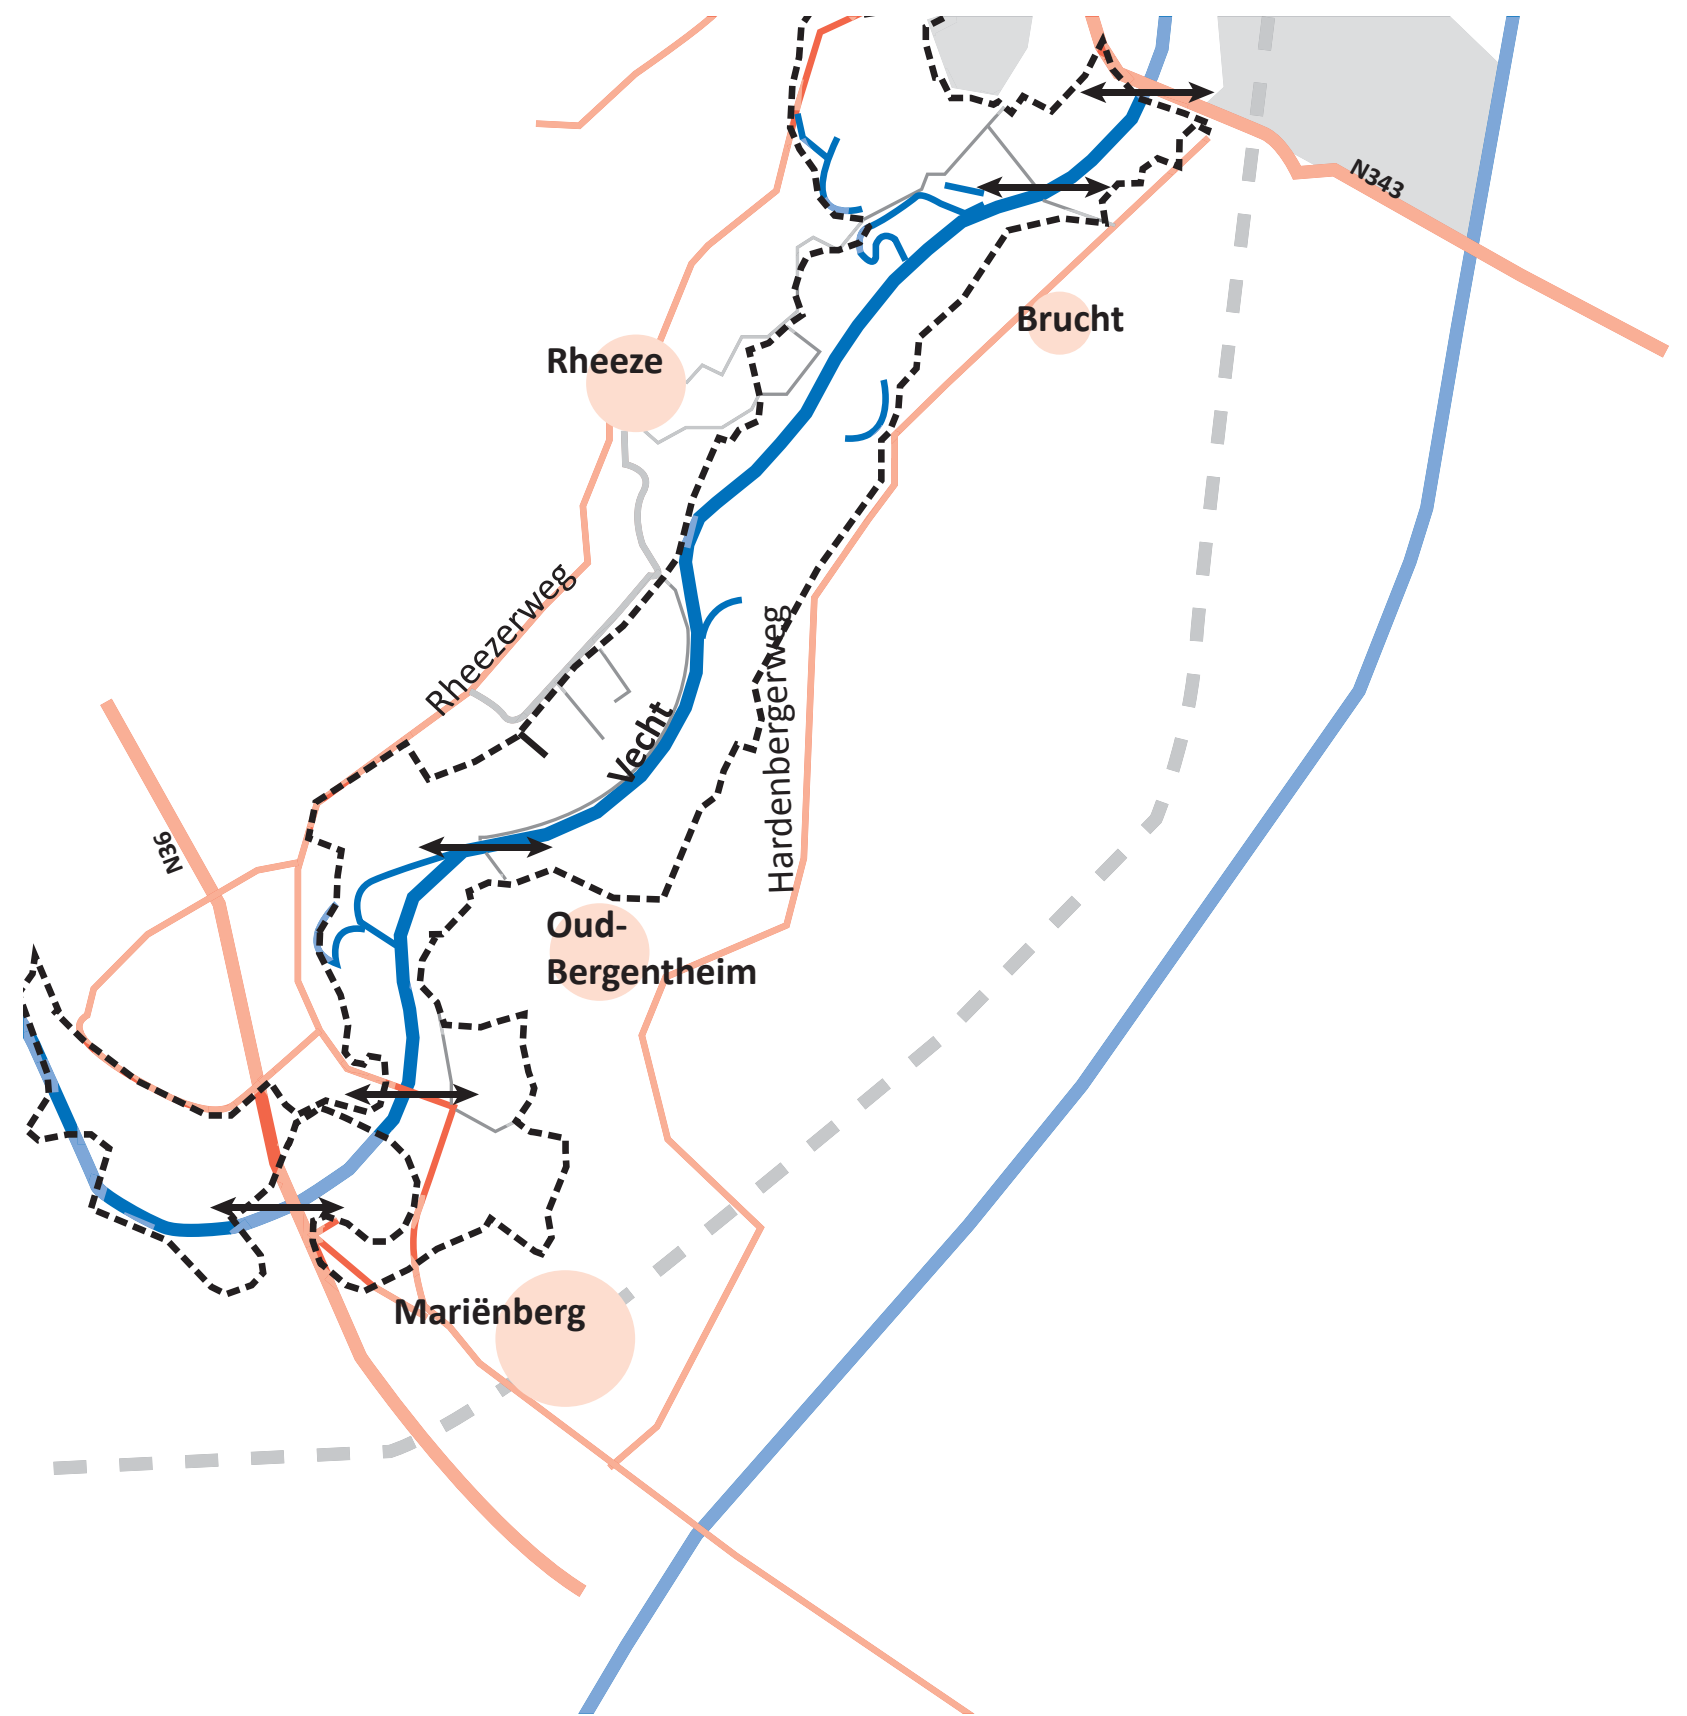 N343
Brucht
Rheeze
Rheezerweg
Hardenbergerweg
Vecht
N36
Oud-
Bergentheim
Mariënberg